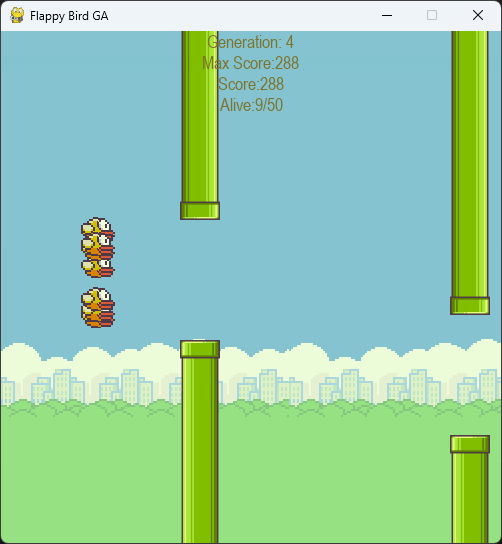 Flappy Bird GA
Generation: 4
Max Score:288
Score:288
Alive:9/50